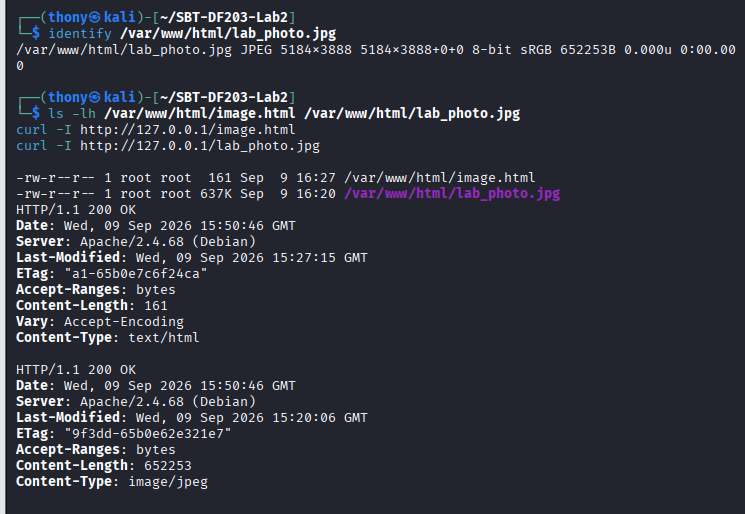 ┌──(thony㉿kali)-[~/SBT-DF203-Lab2]
└─$ identify /var/www/html/lab_photo.jpg
/var/www/html/lab_photo.jpg JPEG 5184×3888 5184×3888+0+0 8-bit sRGB 652253B 0.000u 0:00.00
0
┌──(thony㉿kali)-[~/SBT-DF203-Lab2]
└─$ ls -lh /var/www/html/image.html /var/www/html/lab_photo.jpg
curl -I http://127.0.0.1/image.html
curl -I http://127.0.0.1/lab_photo.jpg
-rw-r--r-- 1 root root  161 Sep  9 16:27 /var/www/html/image.html
-rw-r--r-- 1 root root 637K Sep  9 16:20 /var/www/html/lab_photo.jpg
HTTP/1.1 200 OK
Date: Wed, 09 Sep 2026 15:50:46 GMT
Server: Apache/2.4.68 (Debian)
Last-Modified: Wed, 09 Sep 2026 15:27:15 GMT
ETag: "a1-65b0e7c6f24ca"
Accept-Ranges: bytes
Content-Length: 161
Vary: Accept-Encoding
Content-Type: text/html
HTTP/1.1 200 OK
Date: Wed, 09 Sep 2026 15:50:46 GMT
Server: Apache/2.4.68 (Debian)
Last-Modified: Wed, 09 Sep 2026 15:20:06 GMT
ETag: "9f3dd-65b0e62e321e7"
Accept-Ranges: bytes
Content-Length: 652253
Content-Type: image/jpeg